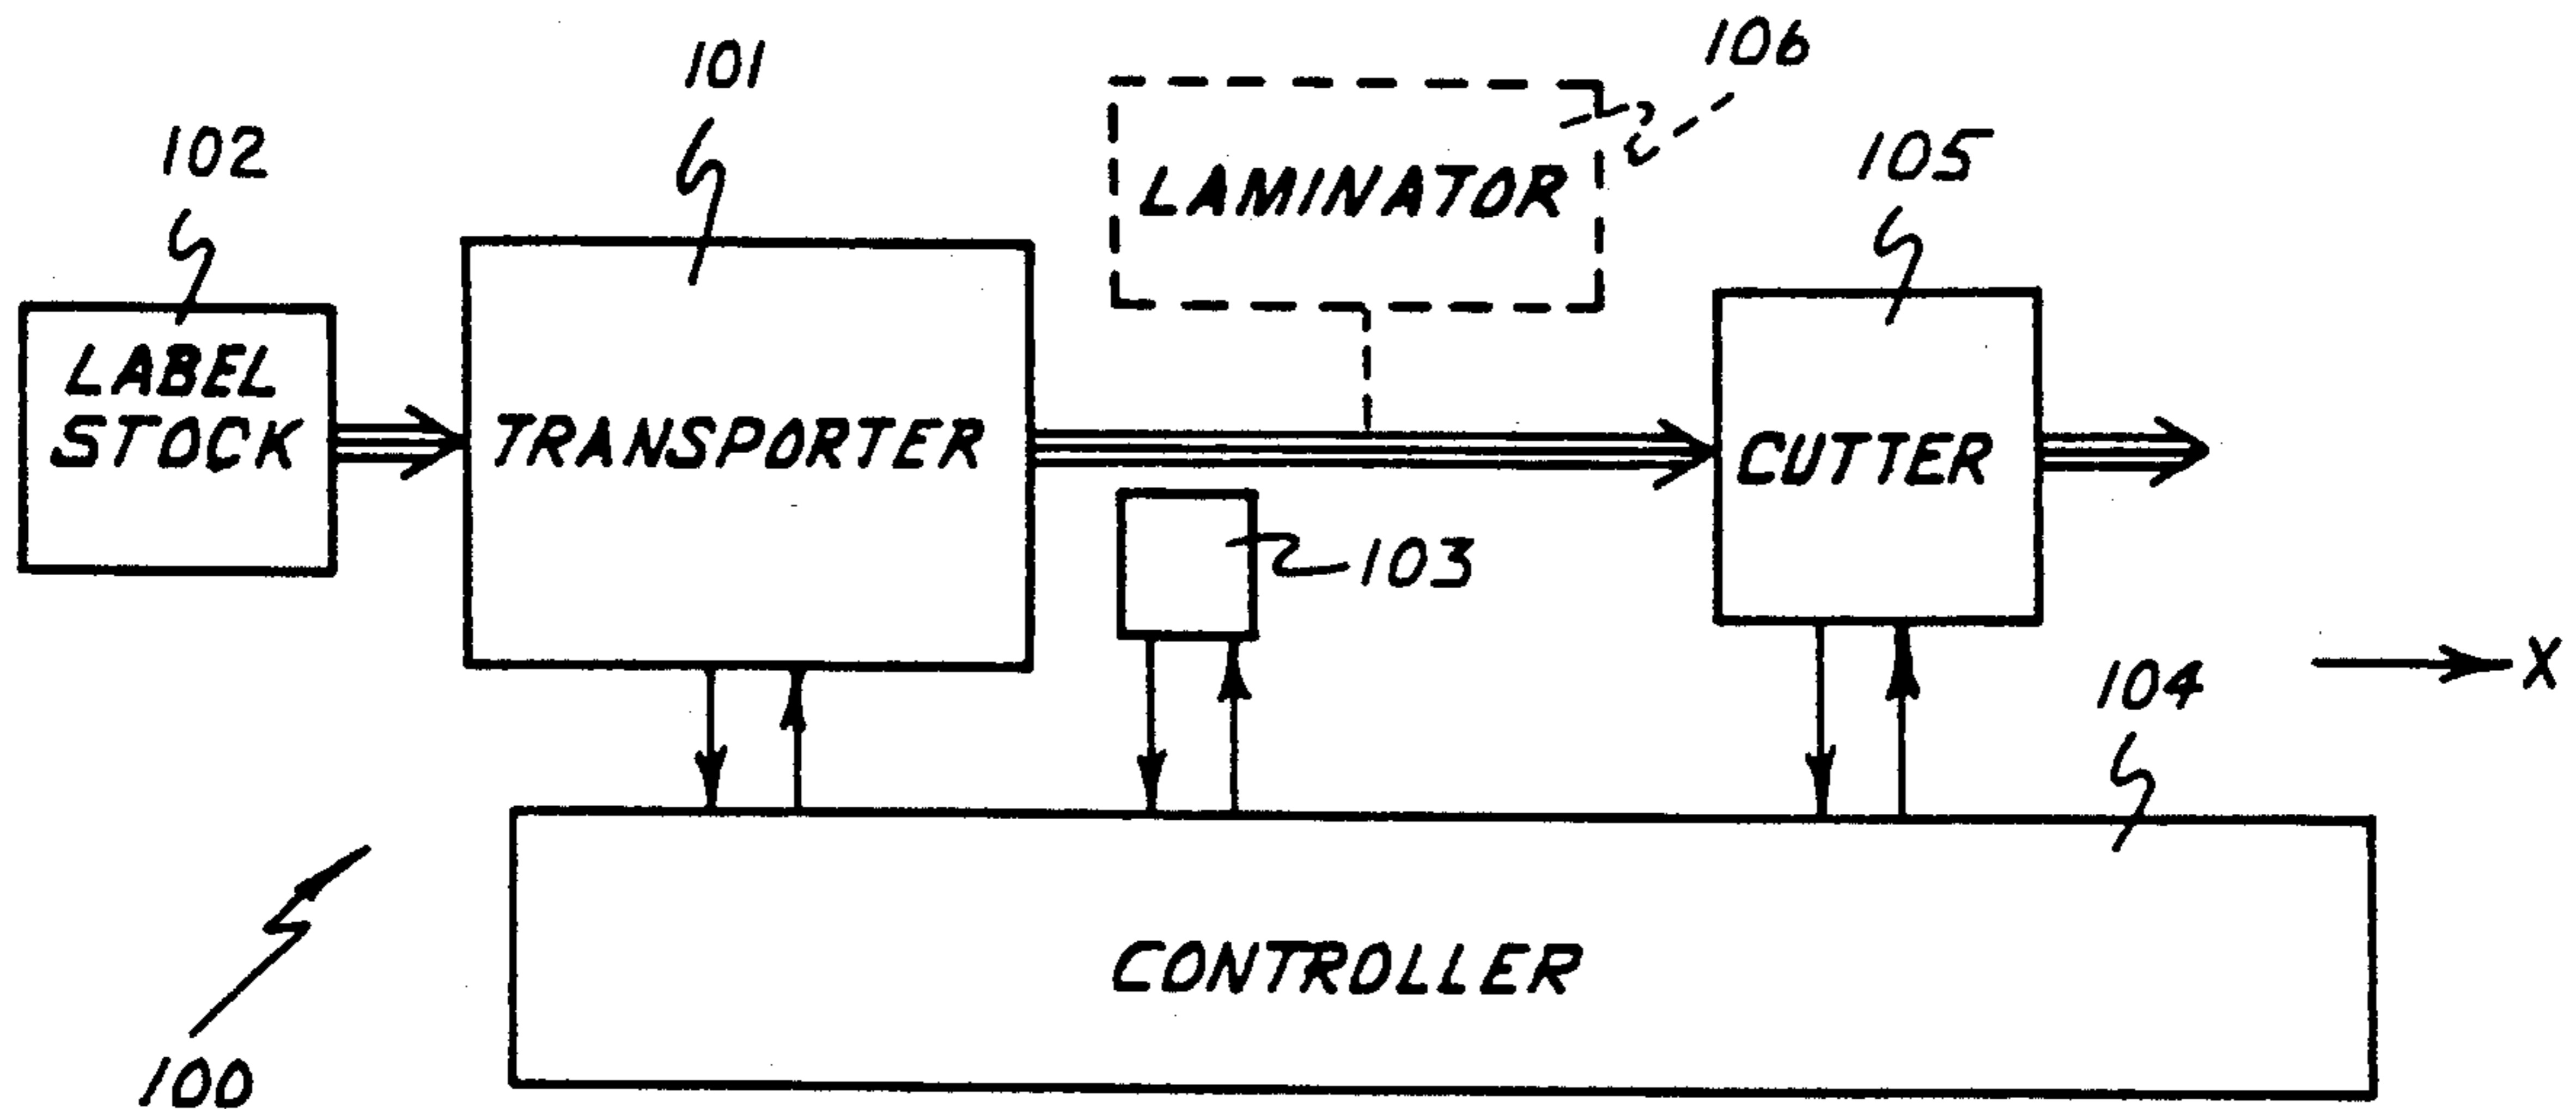 106
101
102
105
LAMINATOR
LABEL
STOCK
TRANSPORTER
CUTTER
103
X
104
CONTROLLER
100